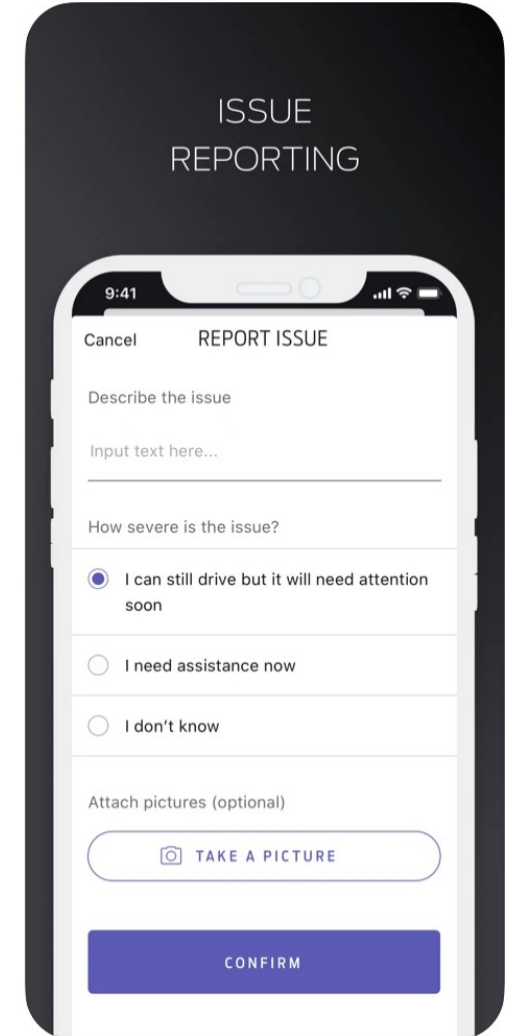 ISSUE
REPORTING
9:41
Cancel
REPORT ISSUE
Describe the issue
Input text here...
How severe is the issue?
I can still drive but it will need attention
soon
I need assistance now
I don't know
Attach pictures (optional)
TAKE A PICTURE
CONFIRM